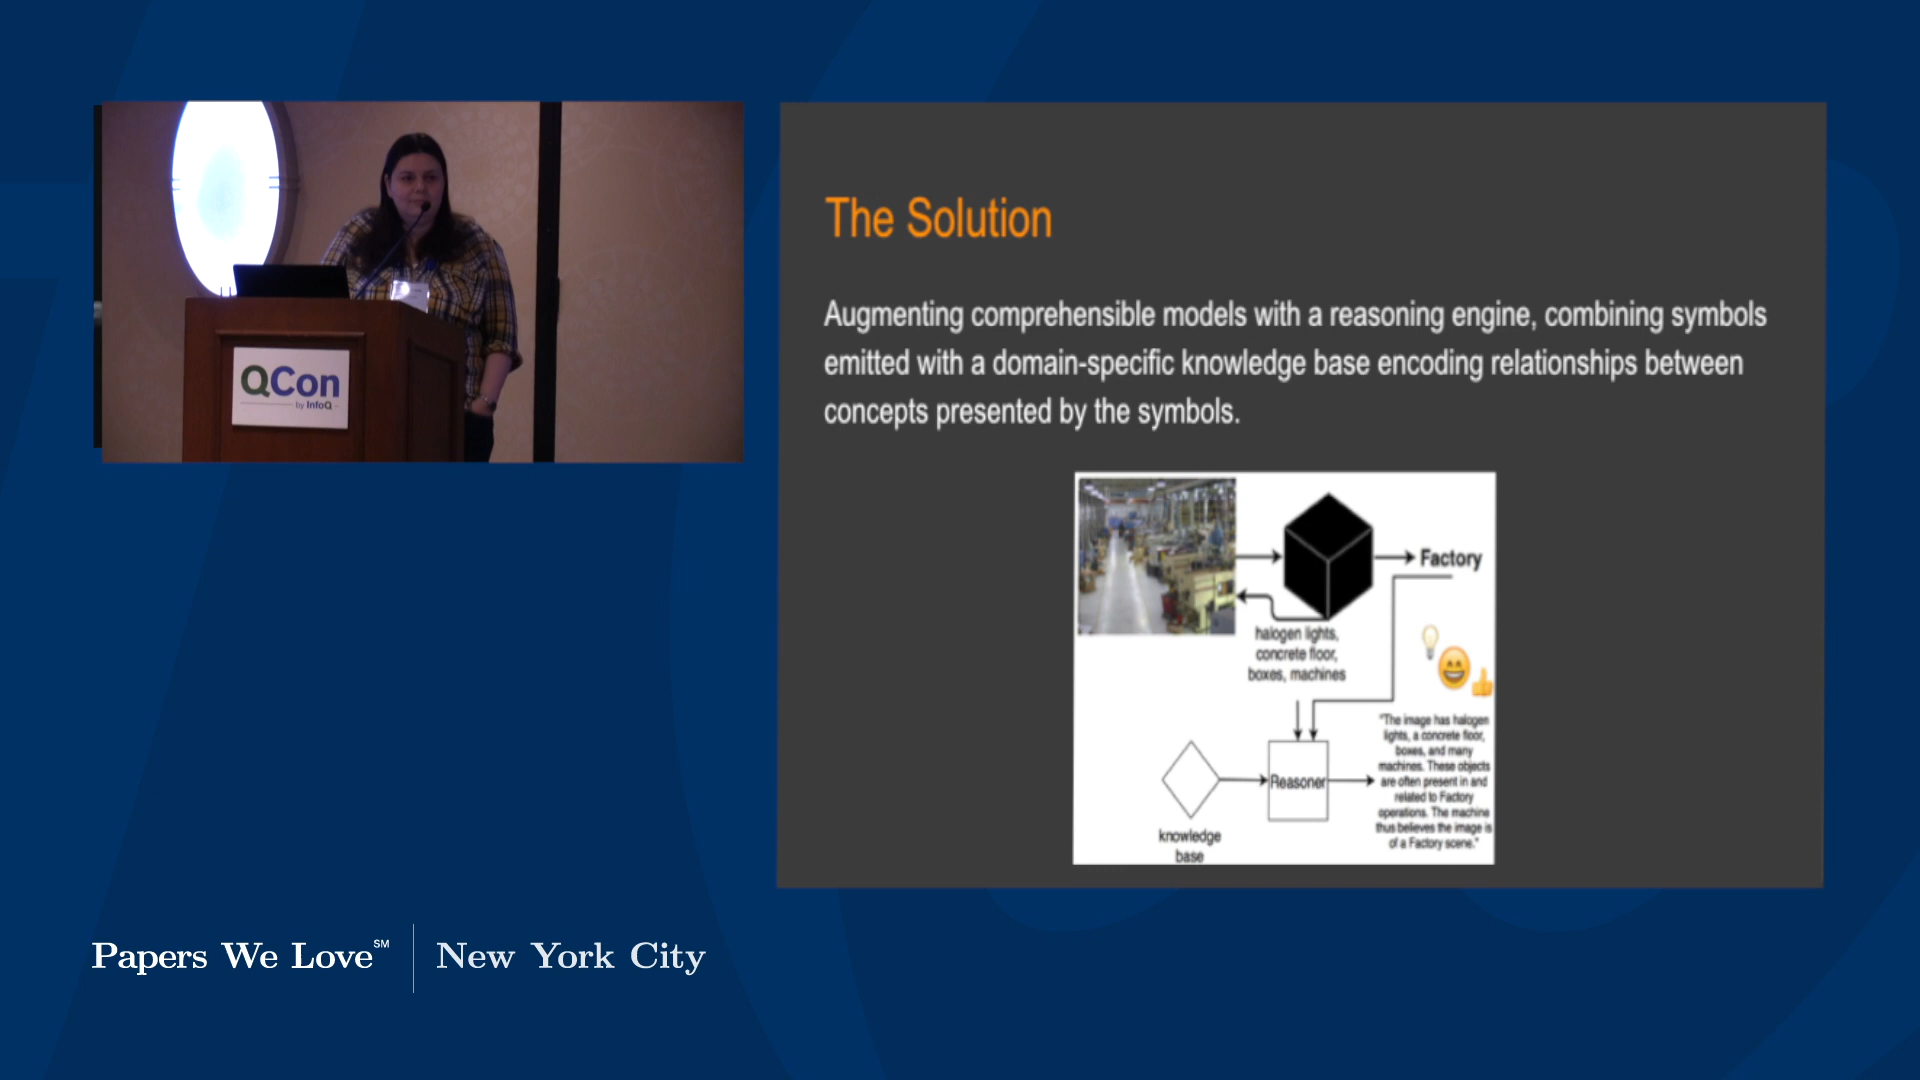 QCon
by InfoQ
The Solution
Augmenting comprehensible models with a reasoning engine, combining symbols
emitted with a domain-specific knowledge base encoding relationships between
concepts presented by the symbols.
Factory
halogen lights,
concrete floor,
boxes, machines
"The image has halogen
lights, a concrete floor,
boxes, and many
machines. These objects
are often present in and
related to Factory
operations. The machine
thus believes the image is
of a Factory scene."
Reasoner
knowledge
base
Papers We Love℠ | New York City